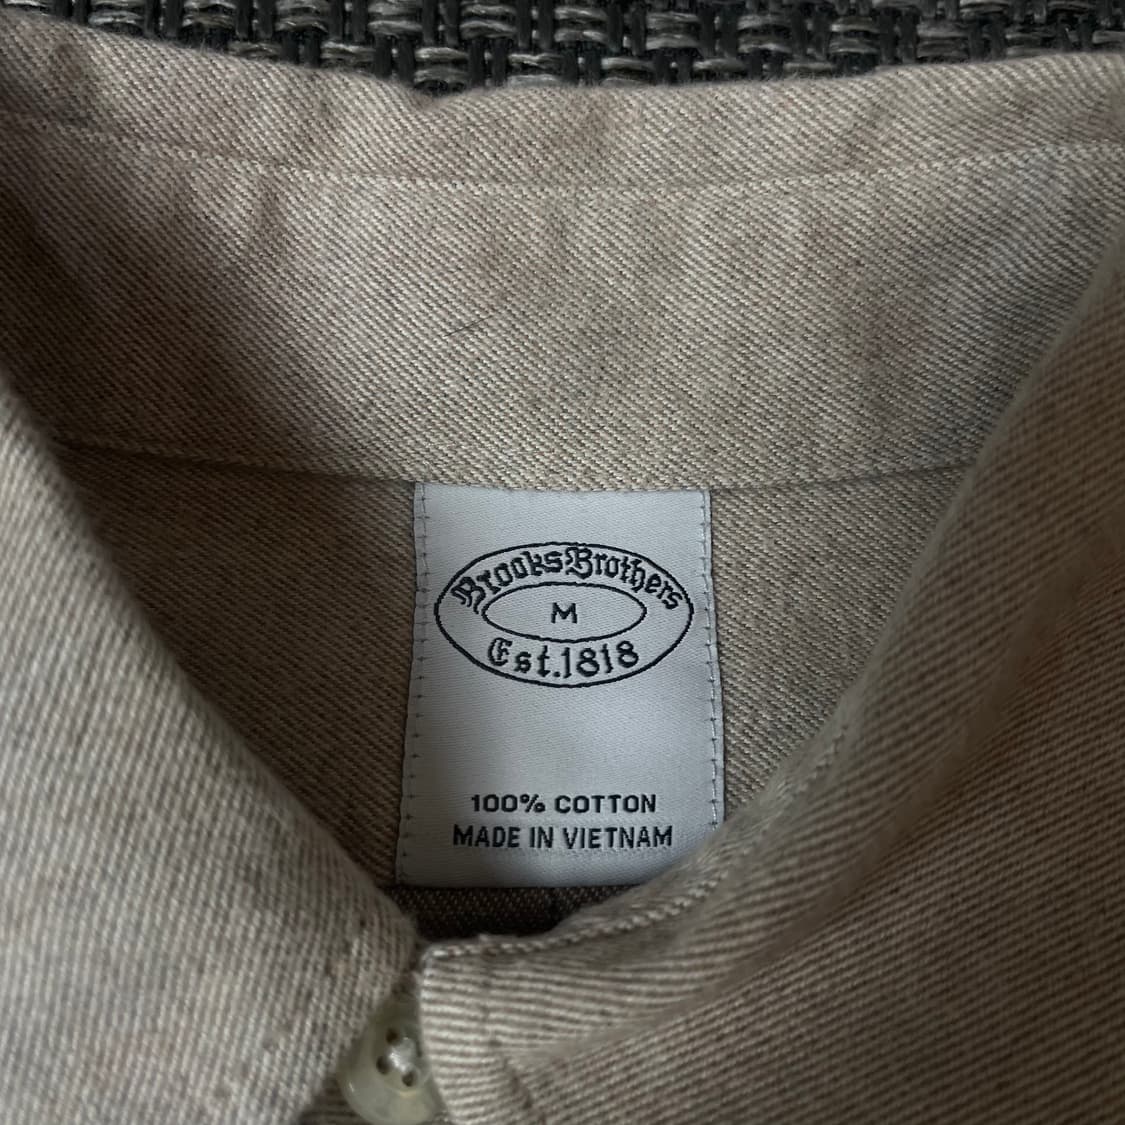 Brooks Brothers
M
Est.1818
100% COTTON
MADE IN VIETNAM